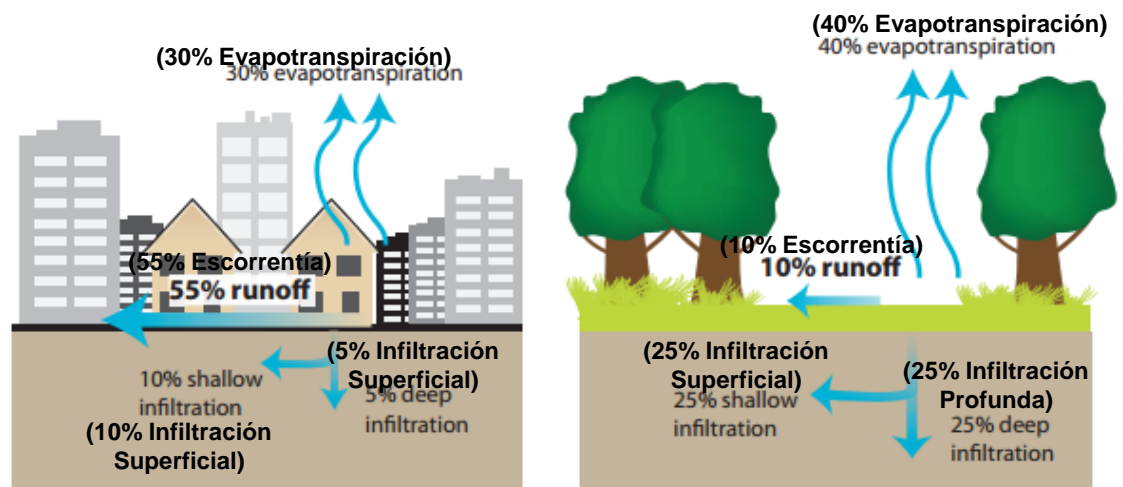 (30% Evapotranspiración)
30% evapotranspiration
(55% Escorrentía)
55% runoff
(5% Infiltración
Superficial)
10% shallow
infiltration
5% deep
infiltration
(10% Infiltración
Superficial)
(40% Evapotranspiración)
40% evapotranspiration
(10% Escorrentía)
10% runoff
(25% Infiltración
Superficial)
25% shallow
infiltration
(25% Infiltración
Profunda)
25% deep
infiltration